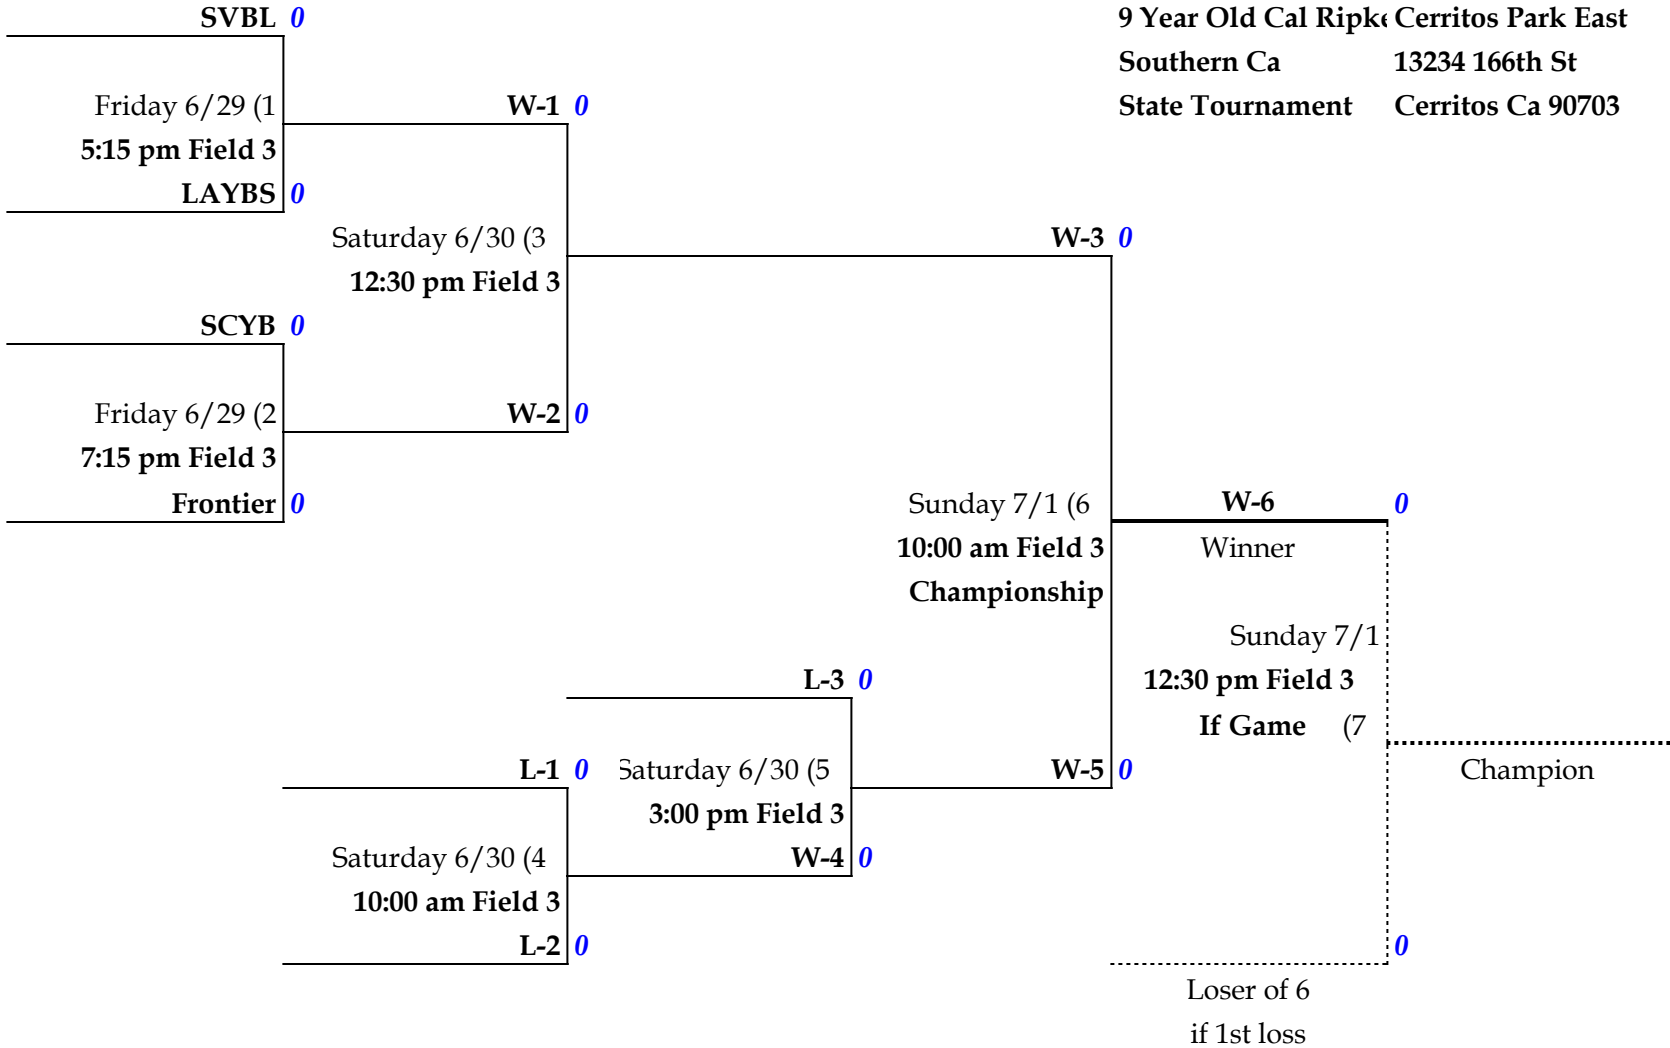 SVBL 0
9 Year Old Cal Ripke Cerritos Park East
Southern Ca 13234 166th St
State Tournament Cerritos Ca 90703
Friday 6/29 (1
W-1 0
5:15 pm Field 3
LAYBS 0
Saturday 6/30 (3
W-3 0
12:30 pm Field 3
SCYB 0
Friday 6/29 (2
W-2 0
7:15 pm Field 3
Frontier 0
Sunday 7/1 (6
W-6 0
10:00 am Field 3
Winner
Championship
Sunday 7/1
L-3 0
12:30 pm Field 3
If Game (7
L-1 0
Saturday 6/30 (5
W-5 0
Champion
3:00 pm Field 3
Saturday 6/30 (4
W-4 0
10:00 am Field 3
L-2 0
0
Loser of 6
if 1st loss